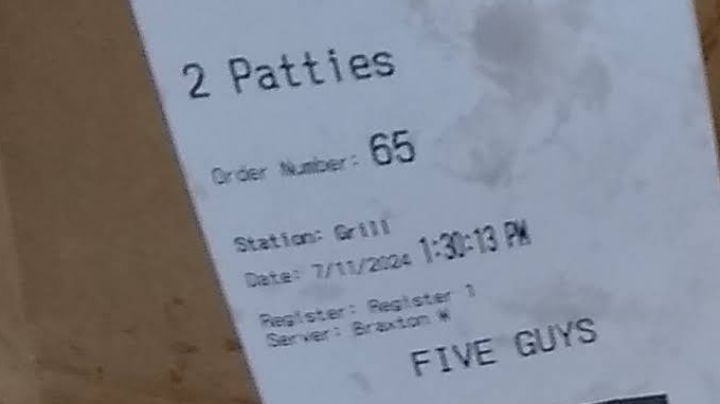 2 Patties
Order Number: 65
Station: Grill
Date: 7/11/2024 1:30:13 PM
Register: Register 1
Server: Braxton W
FIVE GUYS